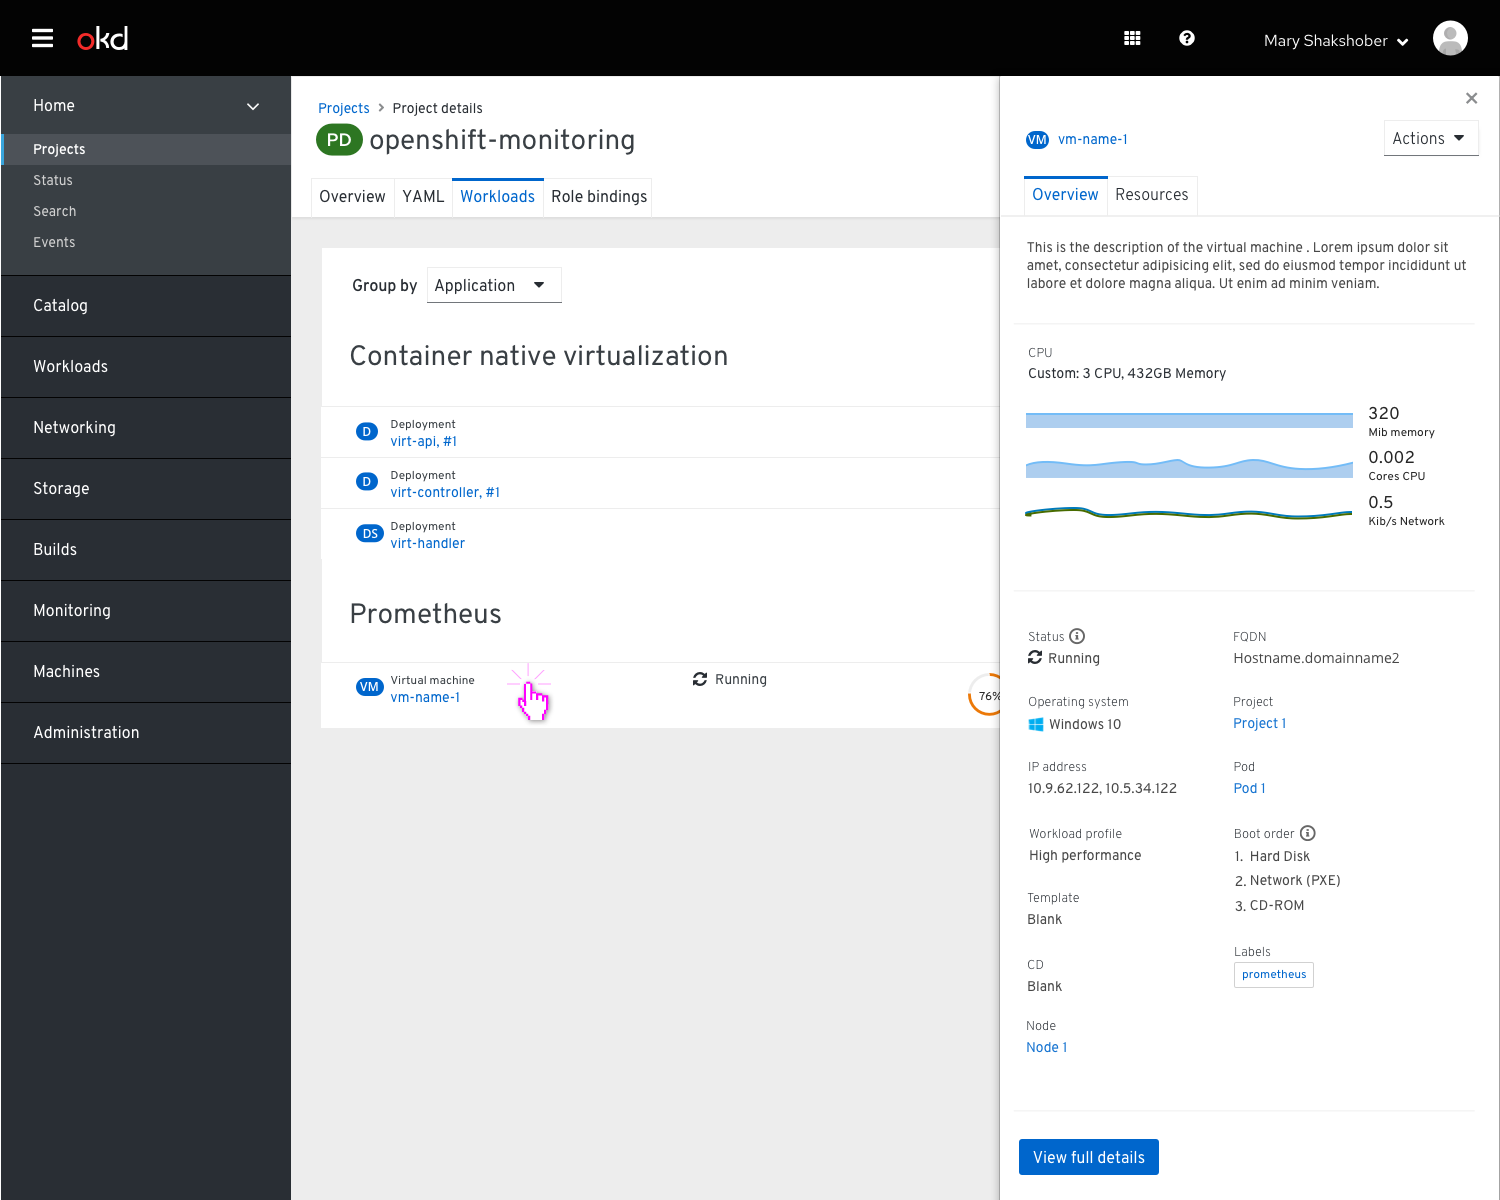 okd
Mary Shakshober
Home
Projects
Status
Search
Events
Catalog
Workloads
Networking
Storage
Builds
Monitoring
Machines
Administration
Projects > Project details
PD openshift-monitoring
Overview YAML Workloads Role bindings
Group by Application
Container native virtualization
D Deployment
virt-api, #1
D Deployment
virt-controller, #1
DS Deployment
virt-handler
Prometheus
VM Virtual machine
vm-name-1
Running
76%
VM vm-name-1
Actions
Overview Resources
This is the description of the virtual machine . Lorem ipsum dolor sit
amet, consectetur adipisicing elit, sed do eiusmod tempor incididunt ut
labore et dolore magna aliqua. Ut enim ad minim veniam.
CPU
Custom: 3 CPU, 432GB Memory
320
Mib memory
0.002
Cores CPU
0.5
Kib/s Network
Status
Running
FQDN
Hostname.domainname2
Operating system
Windows 10
Project
Project 1
IP address
10.9.62.122, 10.5.34.122
Pod
Pod 1
Workload profile
High performance
Boot order
1. Hard Disk
2. Network (PXE)
3. CD-ROM
Template
Blank
Labels
prometheus
CD
Blank
Node
Node 1
View full details